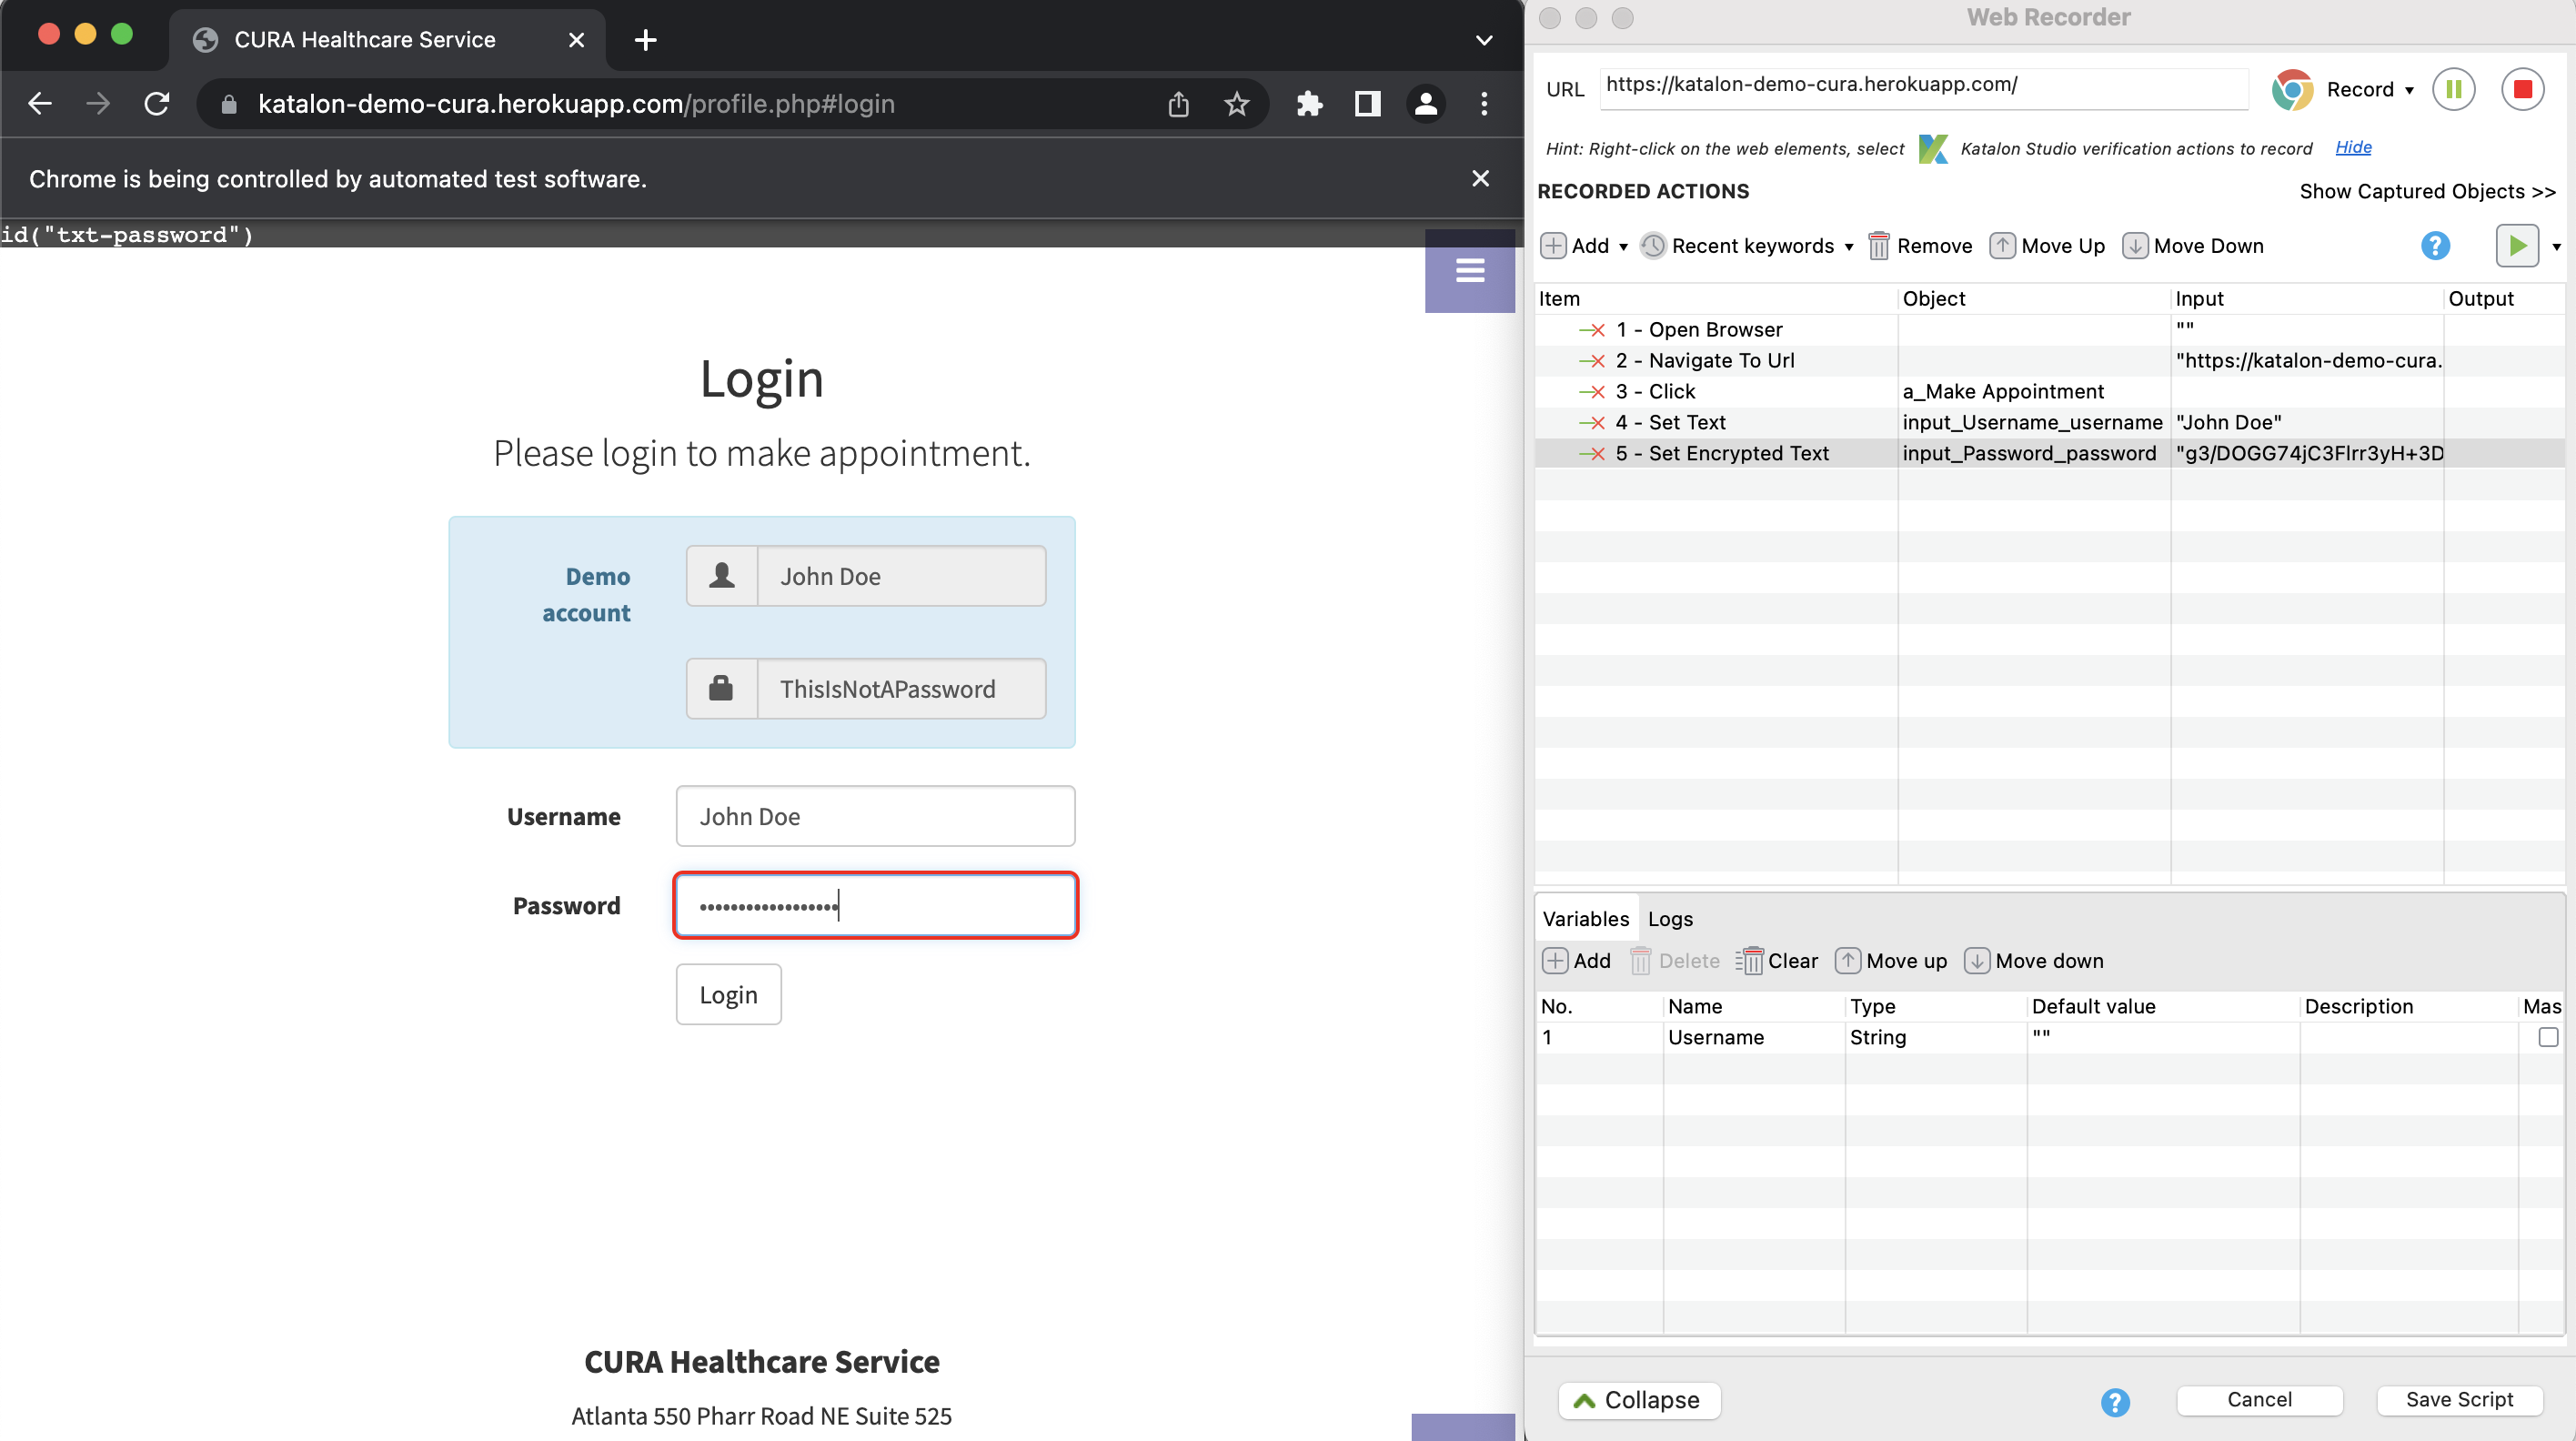 CURA Healthcare Service
katalon-demo-cura.herokuapp.com/profile.php#login
Chrome is being controlled by automated test software.
id("txt-password")
Login
Please login to make appointment.
Demo account
John Doe
ThisIsNotAPassword
Username
John Doe
Password
Login
CURA Healthcare Service
Atlanta 550 Pharr Road NE Suite 525
Web Recorder
URL https://katalon-demo-cura.herokuapp.com/ Record
Hint: Right-click on the web elements, select Katalon Studio verification actions to record Hide
RECORDED ACTIONS Show Captured Objects >>
Add Recent keywords Remove Move Up Move Down ?
Item Object Input Output
1 - Open Browser ""
2 - Navigate To Url "https://katalon-demo-cura.
3 - Click a_Make Appointment
4 - Set Text input_Username_username "John Doe"
5 - Set Encrypted Text input_Password_password "g3/DOGG74jC3Flrr3yH+3D
Variables Logs
Add Delete Clear Move up Move down
No. Name Type Default value Description Mas
1 Username String ""
Collapse ? Cancel Save Script